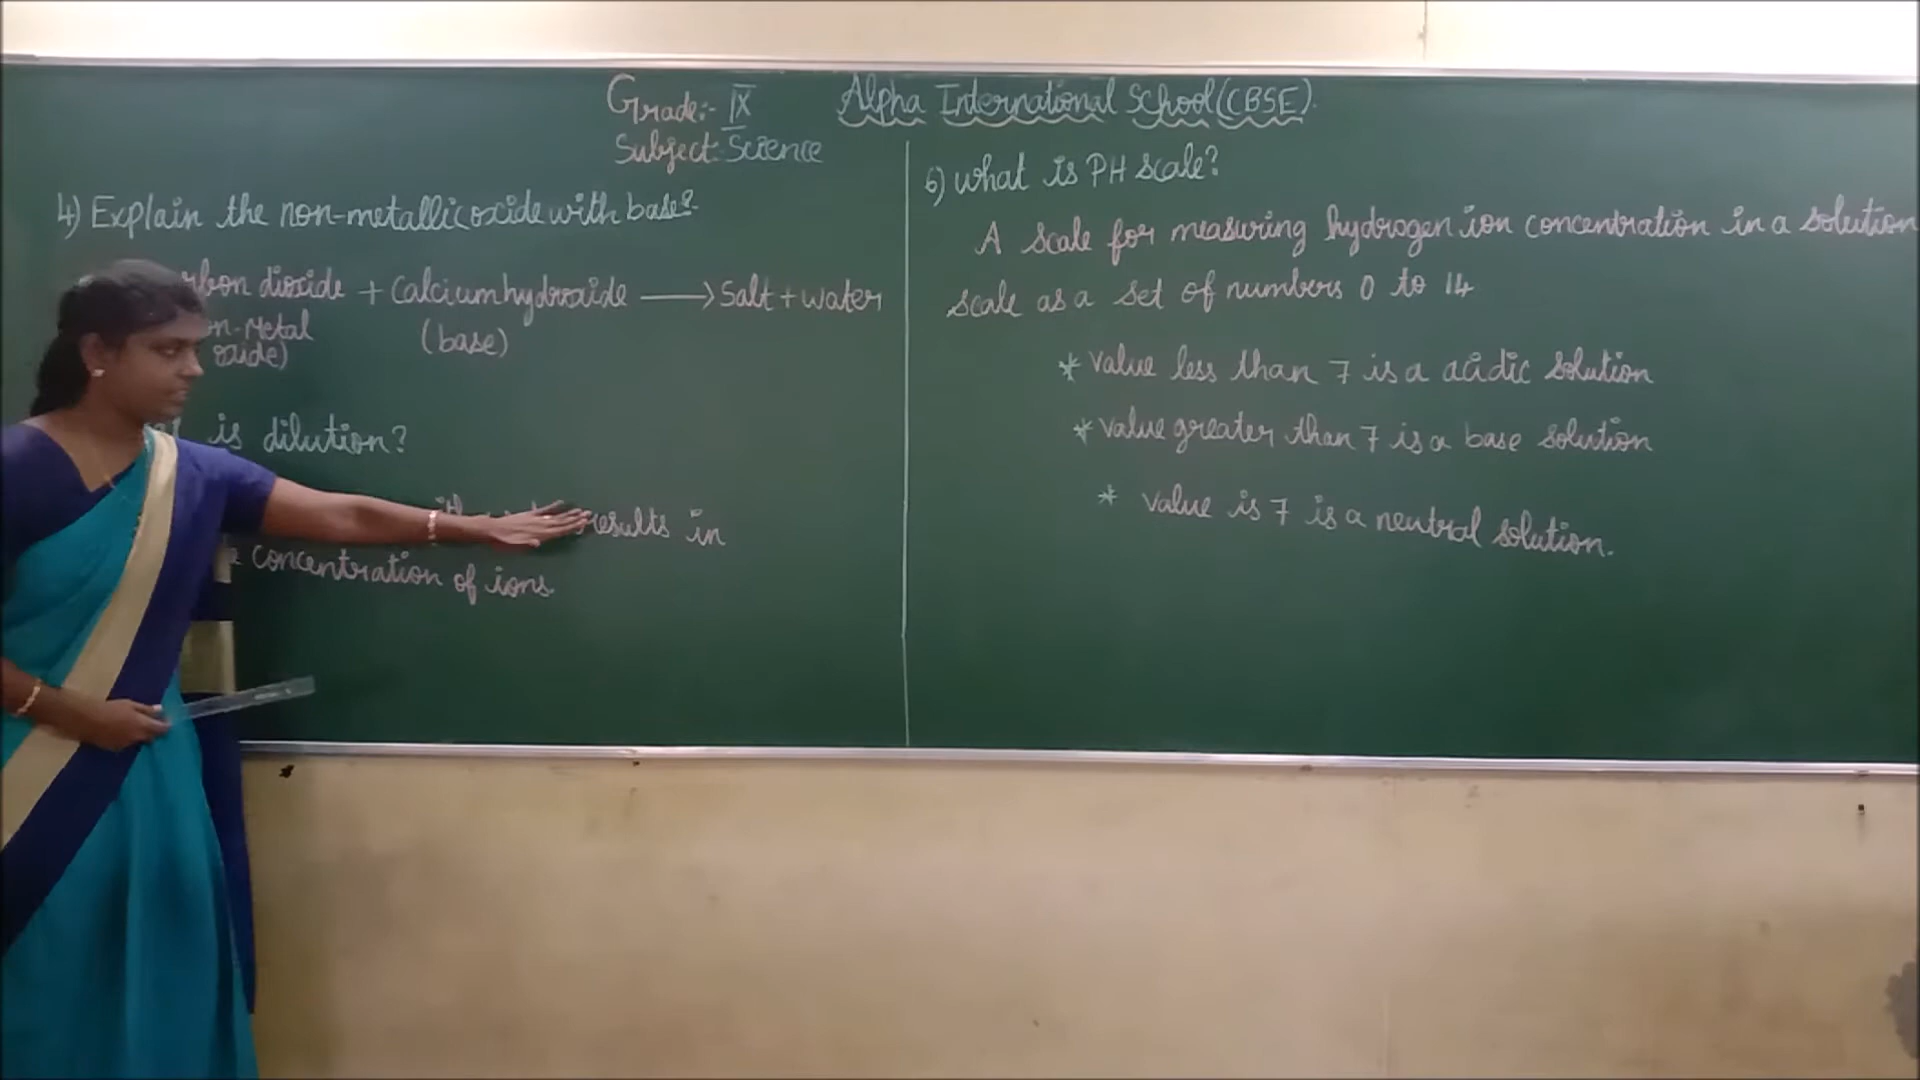 Grade:- IX
Alpha International School(CBSE).
Subject: Science
4) Explain the non-metallic oxide with base?
dioxide + Calcium hydroxide ⟶ Salt + water
Metal
(base)
is dilution?
results in
concentration of ions.
6) what is PH scale?
A scale for measuring hydrogen ion concentration in a solution
scale as a set of numbers 0 to 14
* value less than 7 is a acidic solution
* value greater than 7 is a base solution
* value is 7 is a neutral solution.